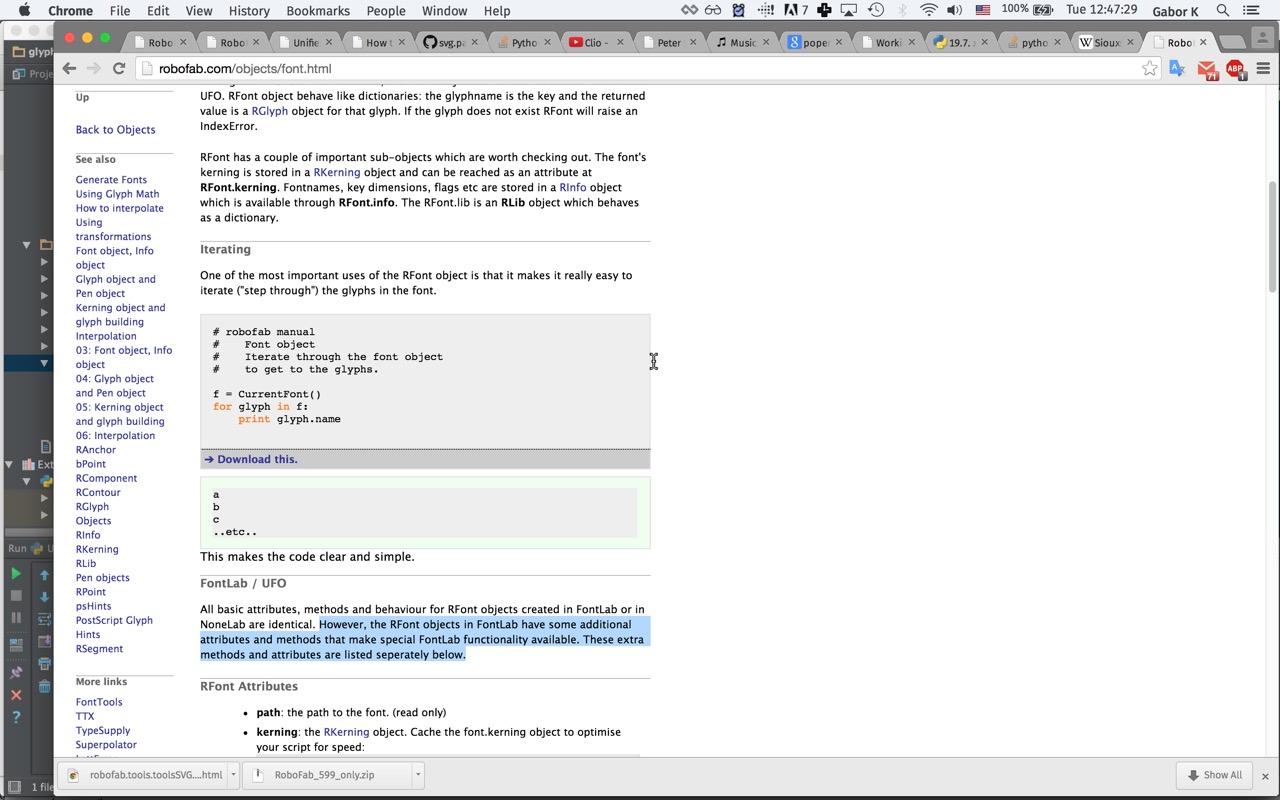 Chrome File Edit View History Bookmarks People Window Help 7 100% Tue 12:47:29 Gabor K
Robo Robo Unifie How t svg.pa Pytho Clio - Peter Music poper Worki 19.7. pytho Sioux Robo
glyph
Proje
robofab.com/objects/font.html
71 ABP 1
Up
Back to Objects
See also
Generate Fonts
Using Glyph Math
How to interpolate
Using
transformations
Font object, Info
object
Glyph object and
Pen object
Kerning object and
glyph building
Interpolation
03: Font object, Info
object
04: Glyph object
and Pen object
05: Kerning object
and glyph building
06: Interpolation
RAnchor
bPoint
RComponent
RContour
RGlyph
Objects
RInfo
RKerning
RLib
Pen objects
RPoint
psHints
PostScript Glyph
Hints
RSegment
More links
FontTools
TTX
TypeSupply
Superpolator
UFO. RFont object behave like dictionaries: the glyphname is the key and the returned
value is a RGlyph object for that glyph. If the glyph does not exist RFont will raise an
IndexError.
RFont has a couple of important sub-objects which are worth checking out. The font's
kerning is stored in a RKerning object and can be reached as an attribute at
RFont.kerning. Fontnames, key dimensions, flags etc are stored in a RInfo object
which is available through RFont.info. The RFont.lib is an RLib object which behaves
as a dictionary.
Iterating
One of the most important uses of the RFont object is that it makes it really easy to
iterate ("step through") the glyphs in the font.
# robofab manual
# Font object
# Iterate through the font object
# to get to the glyphs.
f = CurrentFont()
for glyph in f:
print glyph.name
→ Download this.
a
b
c
..etc..
This makes the code clear and simple.
FontLab / UFO
All basic attributes, methods and behaviour for RFont objects created in FontLab or in
NoneLab are identical. However, the RFont objects in FontLab have some additional
attributes and methods that make special FontLab functionality available. These extra
methods and attributes are listed seperately below.
RFont Attributes
• path: the path to the font. (read only)
• kerning: the RKerning object. Cache the font.kerning object to optimise
your script for speed:
Ext
Run U
robofab.tools.toolsSVG....html RoboFab_599_only.zip Show All
1 file